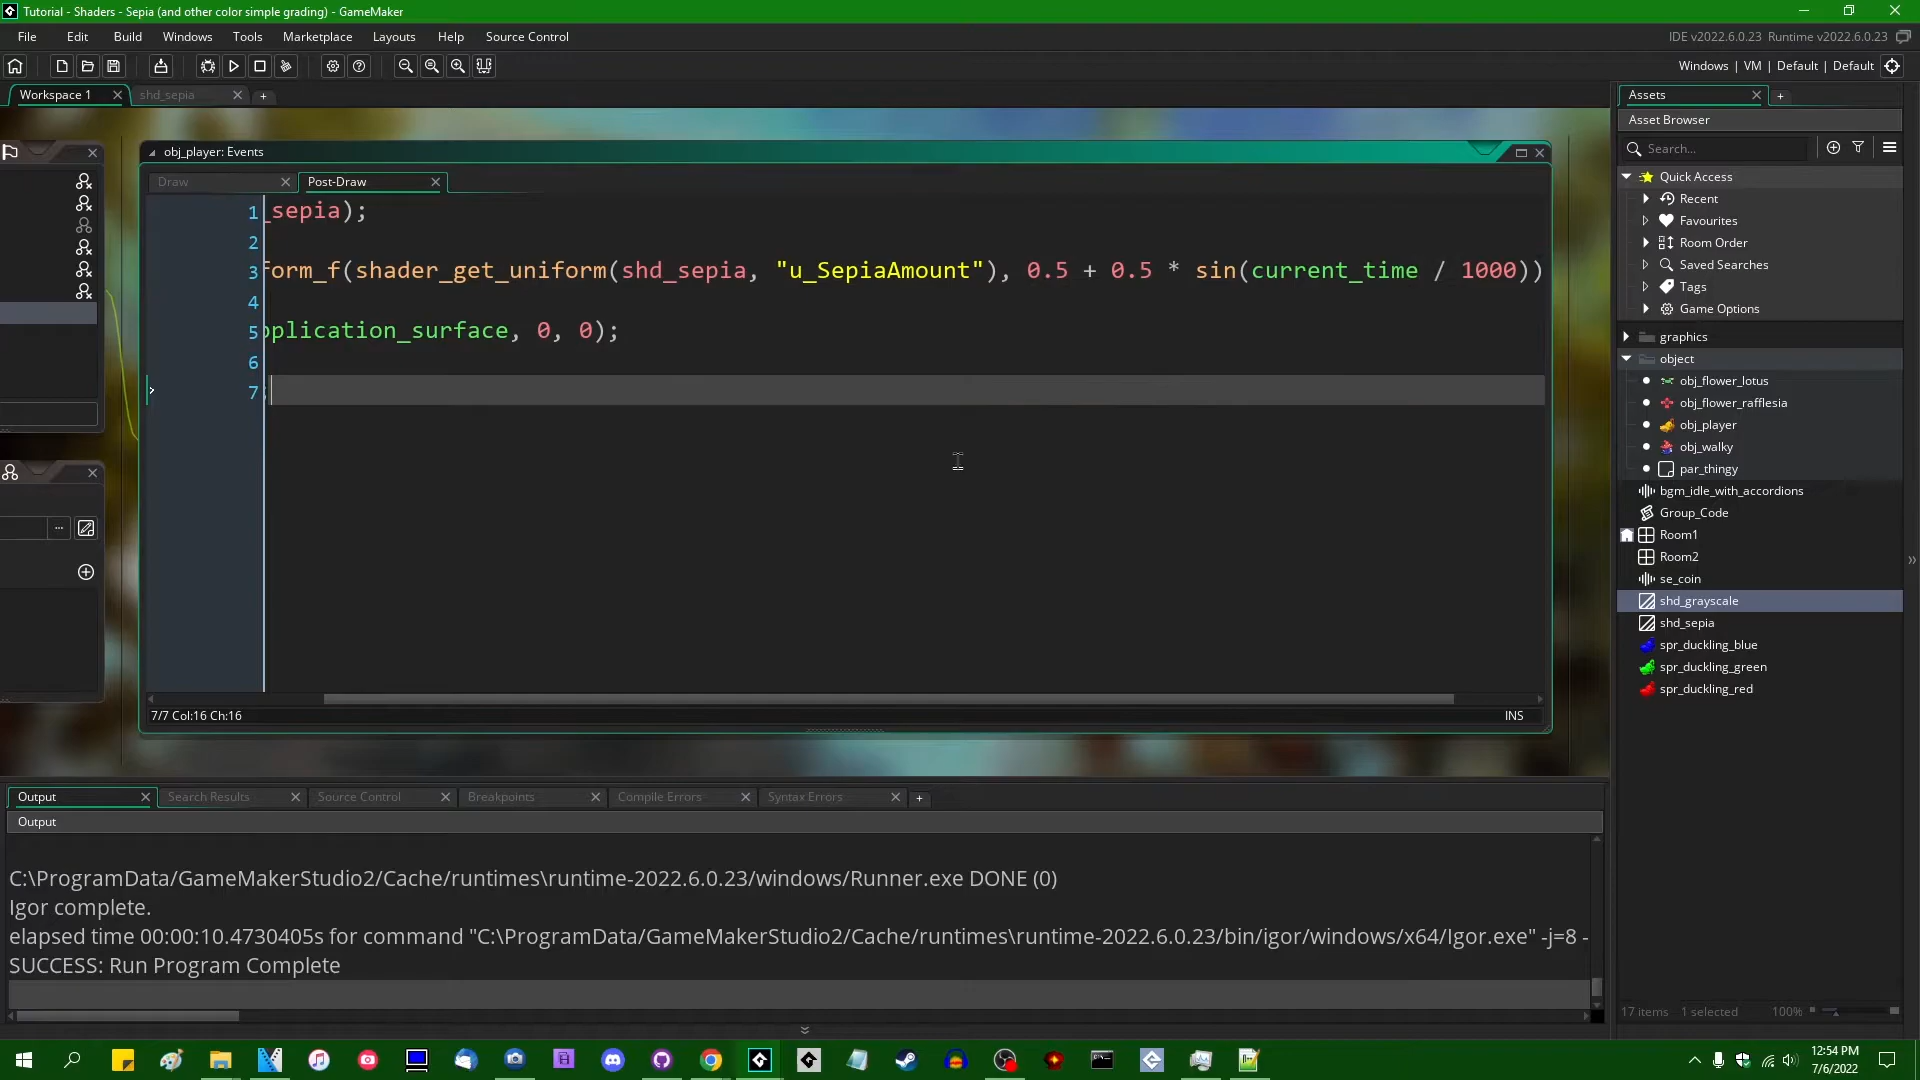 Tutorial - Shaders - Sepia (and other color simple grading) - GameMaker
File Edit Build Windows Tools Marketplace Layouts Help Source Control
IDE v2022.6.0.23 Runtime v2022.6.0.23
Windows | VM | Default | Default
Workspace 1
shd_sepia
obj_player: Events
Draw
Post-Draw
1 _sepia);
2
3 form_f(shader_get_uniform(shd_sepia, "u_SepiaAmount"), 0.5 + 0.5 * sin(current_time / 1000))
4
5 pplication_surface, 0, 0);
6
7
7/7 Col:16 Ch:16
INS
Assets
Asset Browser
Search...
Quick Access
Recent
Favourites
Room Order
Saved Searches
Tags
Game Options
graphics
object
obj_flower_lotus
obj_flower_rafflesia
obj_player
obj_walky
par_thingy
bgm_idle_with_accordions
Group_Code
Room1
Room2
se_coin
shd_grayscale
shd_sepia
spr_duckling_blue
spr_duckling_green
spr_duckling_red
17 items 1 selected 100%
Output
Search Results
Source Control
Breakpoints
Compile Errors
Syntax Errors
Output
C:\ProgramData/GameMakerStudio2/Cache/runtimes\runtime-2022.6.0.23/windows/Runner.exe DONE (0)
Igor complete.
elapsed time 00:00:10.4730405s for command "C:\ProgramData/GameMakerStudio2/Cache/runtimes\runtime-2022.6.0.23/bin/igor/windows/x64/Igor.exe" -j=8 -
SUCCESS: Run Program Complete
12:54 PM
7/6/2022